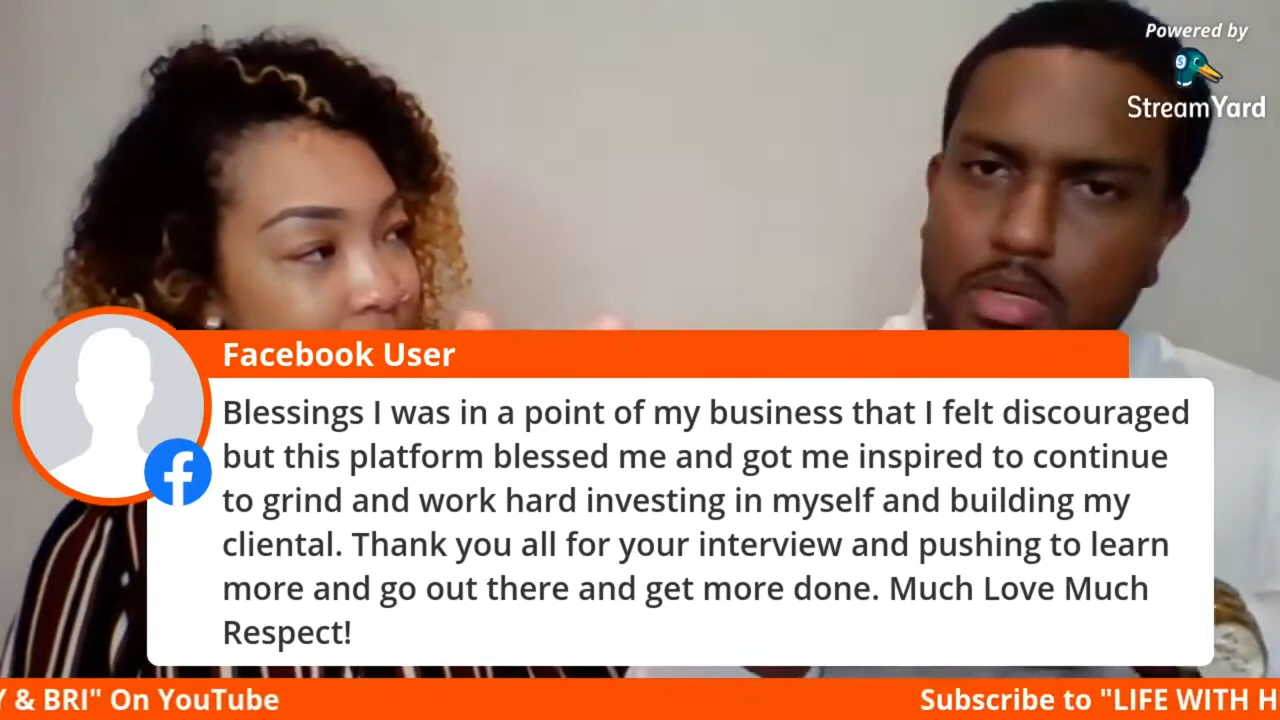 Powered by
StreamYard
Facebook User
Blessings I was in a point of my business that I felt discouraged
but this platform blessed me and got me inspired to continue
to grind and work hard investing in myself and building my
cliental. Thank you all for your interview and pushing to learn
more and go out there and get more done. Much Love Much
Respect!
Y & BRI" On YouTube
Subscribe to "LIFE WITH H